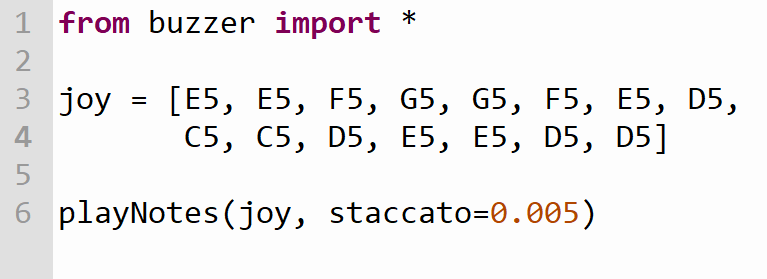 1 from buzzer import *
2
3 joy = [E5, E5, F5, G5, G5, F5, E5, D5,
4        C5, C5, D5, E5, E5, D5, D5]
5
6 playNotes(joy, staccato=0.005)